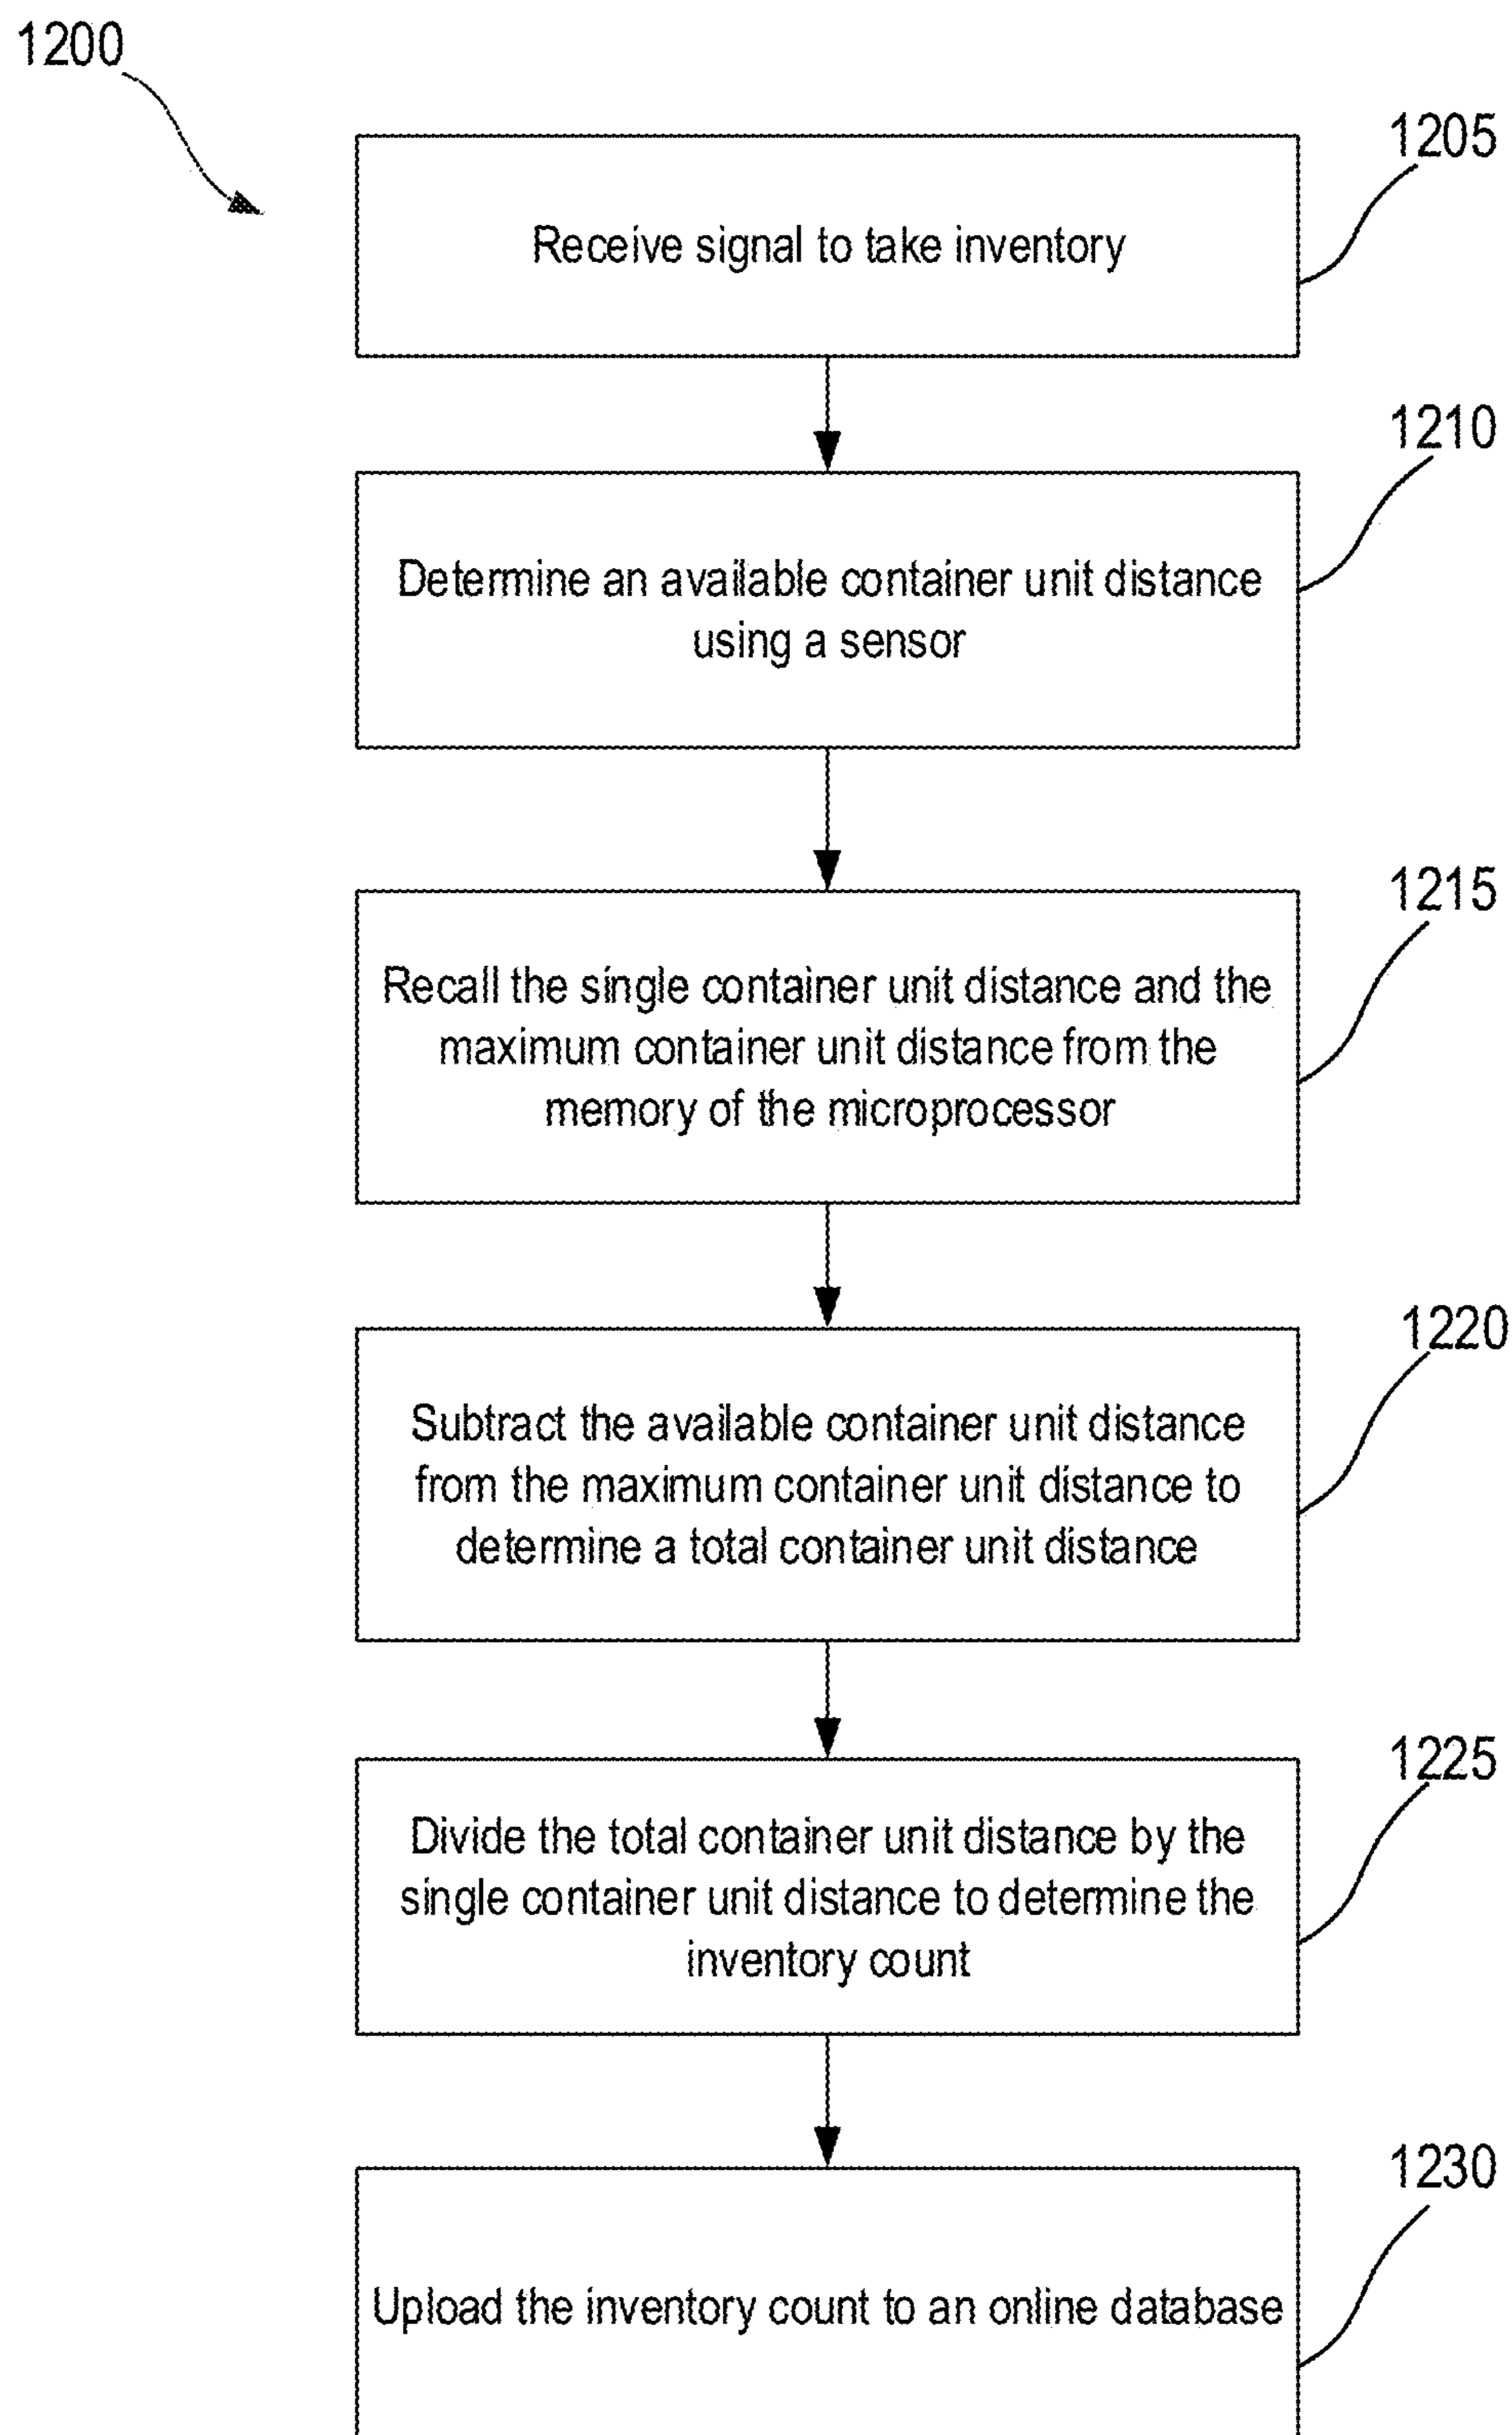 1200
1205
Receive signal to take inventory
1210
Determine an available container unit distance
using a sensor
1215
Recall the single container unit distance and the
maximum container unit distance from the
memory of the microprocessor
1220
Subtract the available container unit distance
from the maximum container unit distance to
determine a total container unit distance
1225
Divide the total container unit distance by the
single container unit distance to determine the
inventory count
1230
Upload the inventory count to an online database